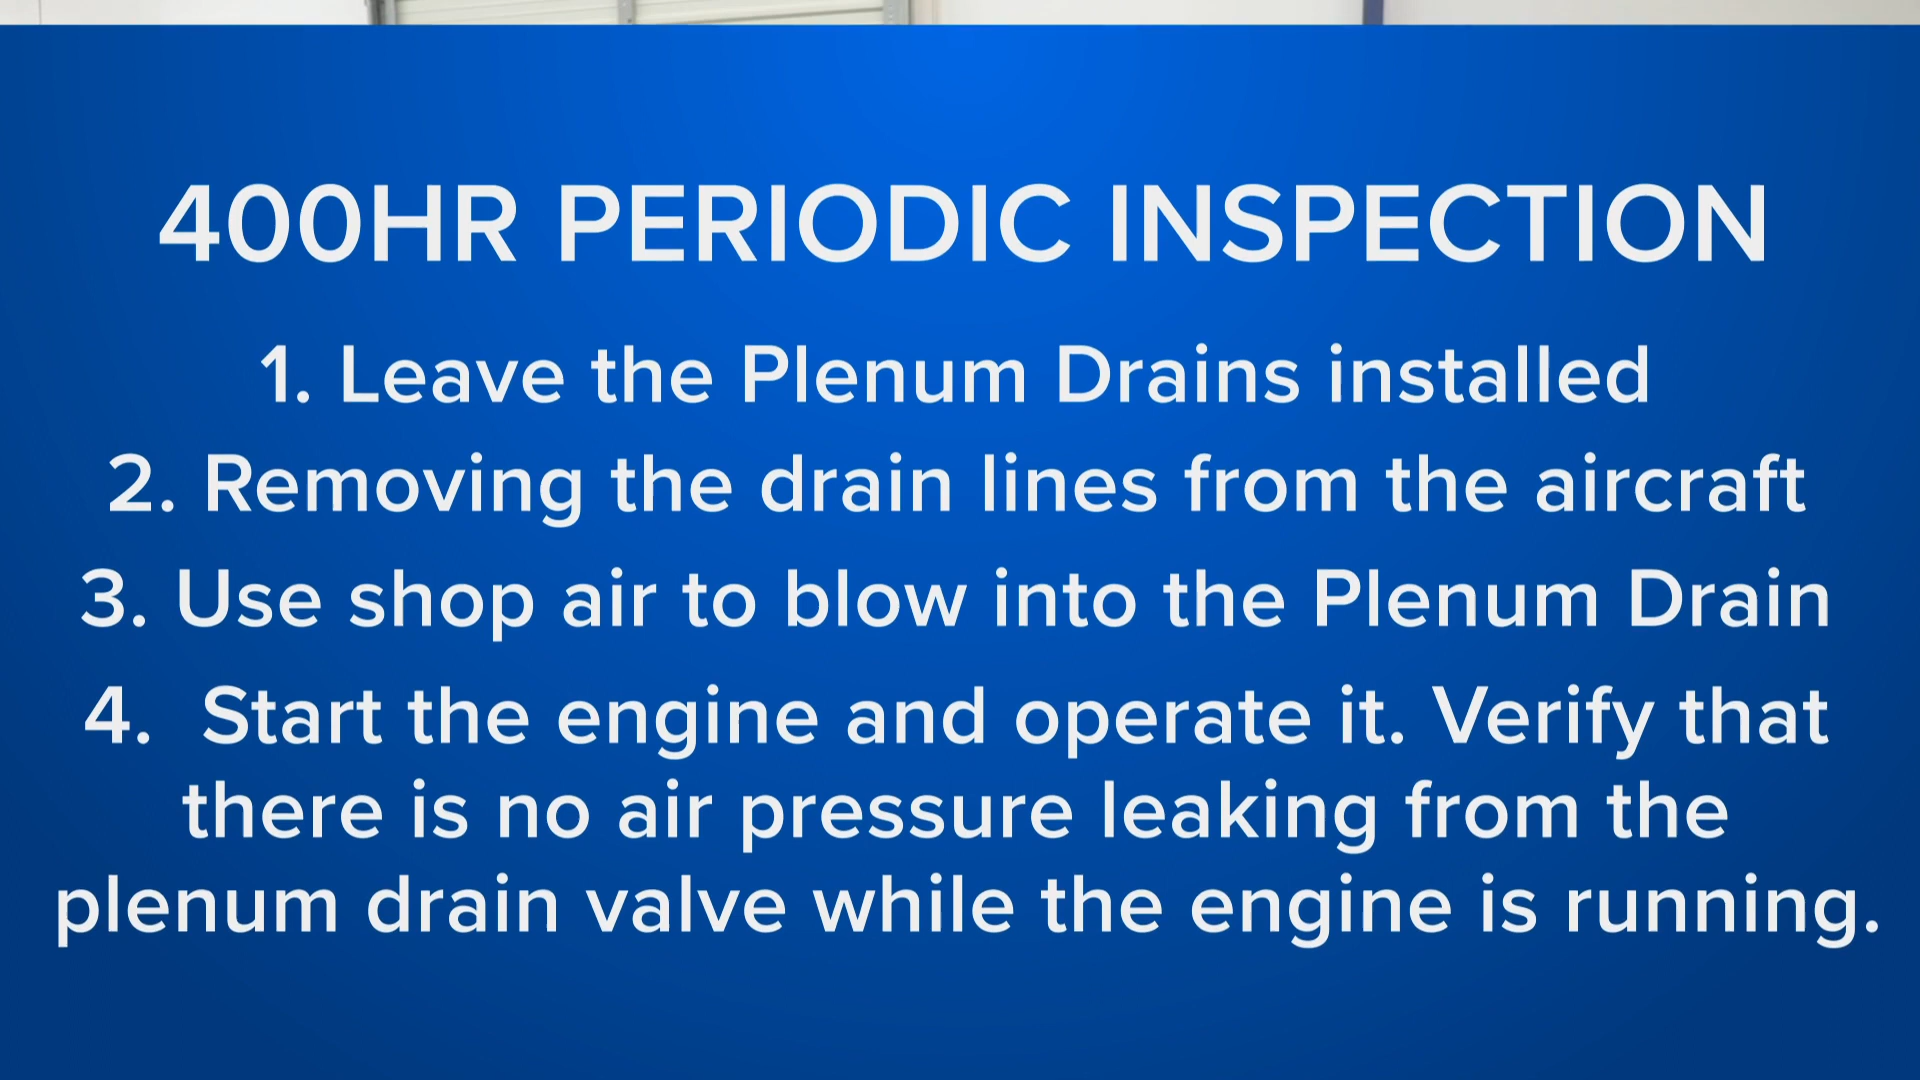 400HR PERIODIC INSPECTION
1. Leave the Plenum Drains installed
2. Removing the drain lines from the aircraft
3. Use shop air to blow into the Plenum Drain
4. Start the engine and operate it. Verify that
there is no air pressure leaking from the
plenum drain valve while the engine is running.